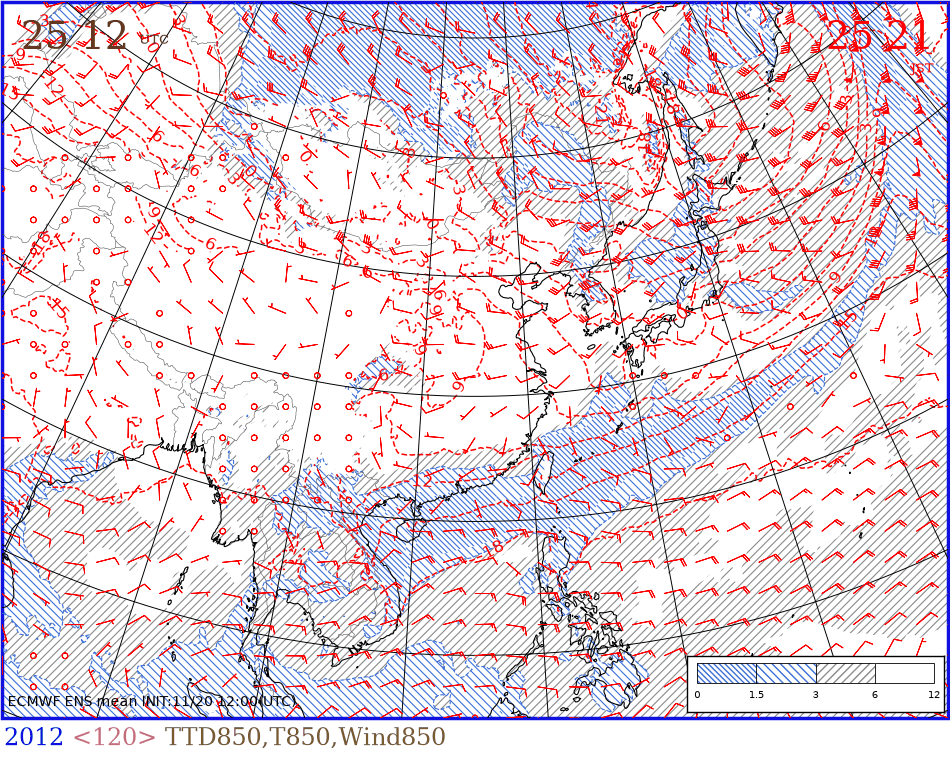 25 12 UTC
25 21
JST
ECMWF ENS mean INIT:11/20 12:00(UTC)
0 1.5 3 6 12
2012 <120> TTD850,T850,Wind850